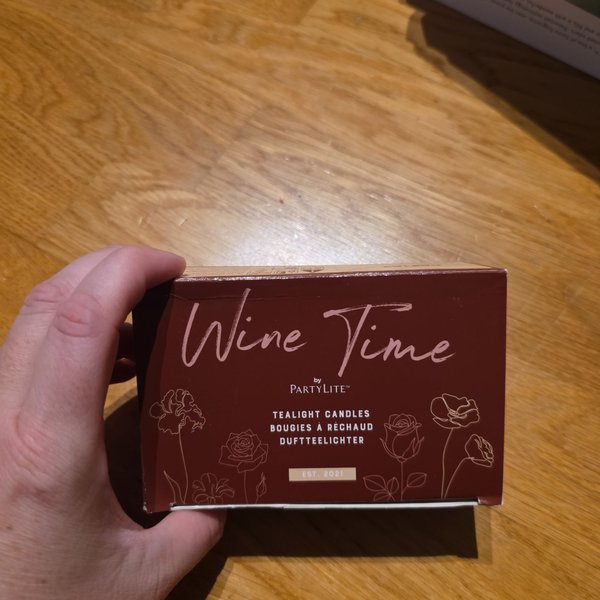 Wine Time
by
PARTYLITE™
TEALIGHT CANDLES
BOUGIES À RÉCHAUD
DUFTTEELICHTER
EST. 2021